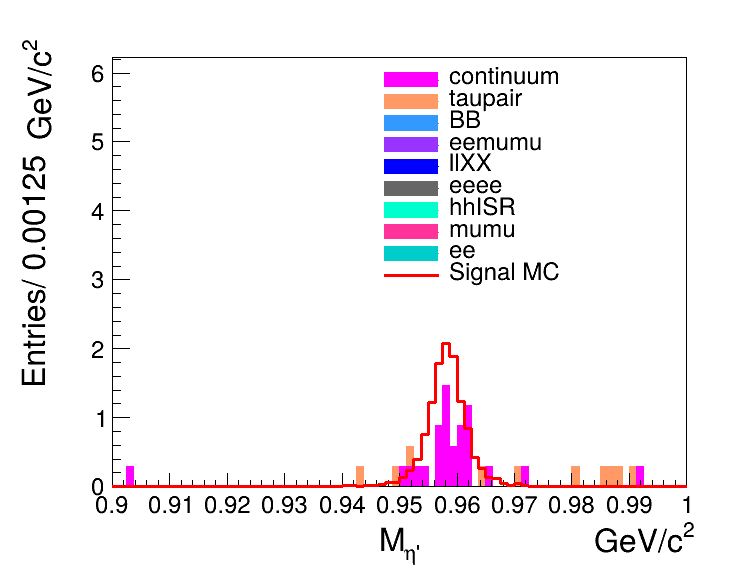 Entries/ 0.00125 GeV/c2
6
5
4
3
2
1
0
continuum
taupair
BB
eemumu
llXX
eeee
hhISR
mumu
ee
Signal MC
0.9 0.91 0.92 0.93 0.94 0.95 0.96 0.97 0.98 0.99 1
Mη' GeV/c2